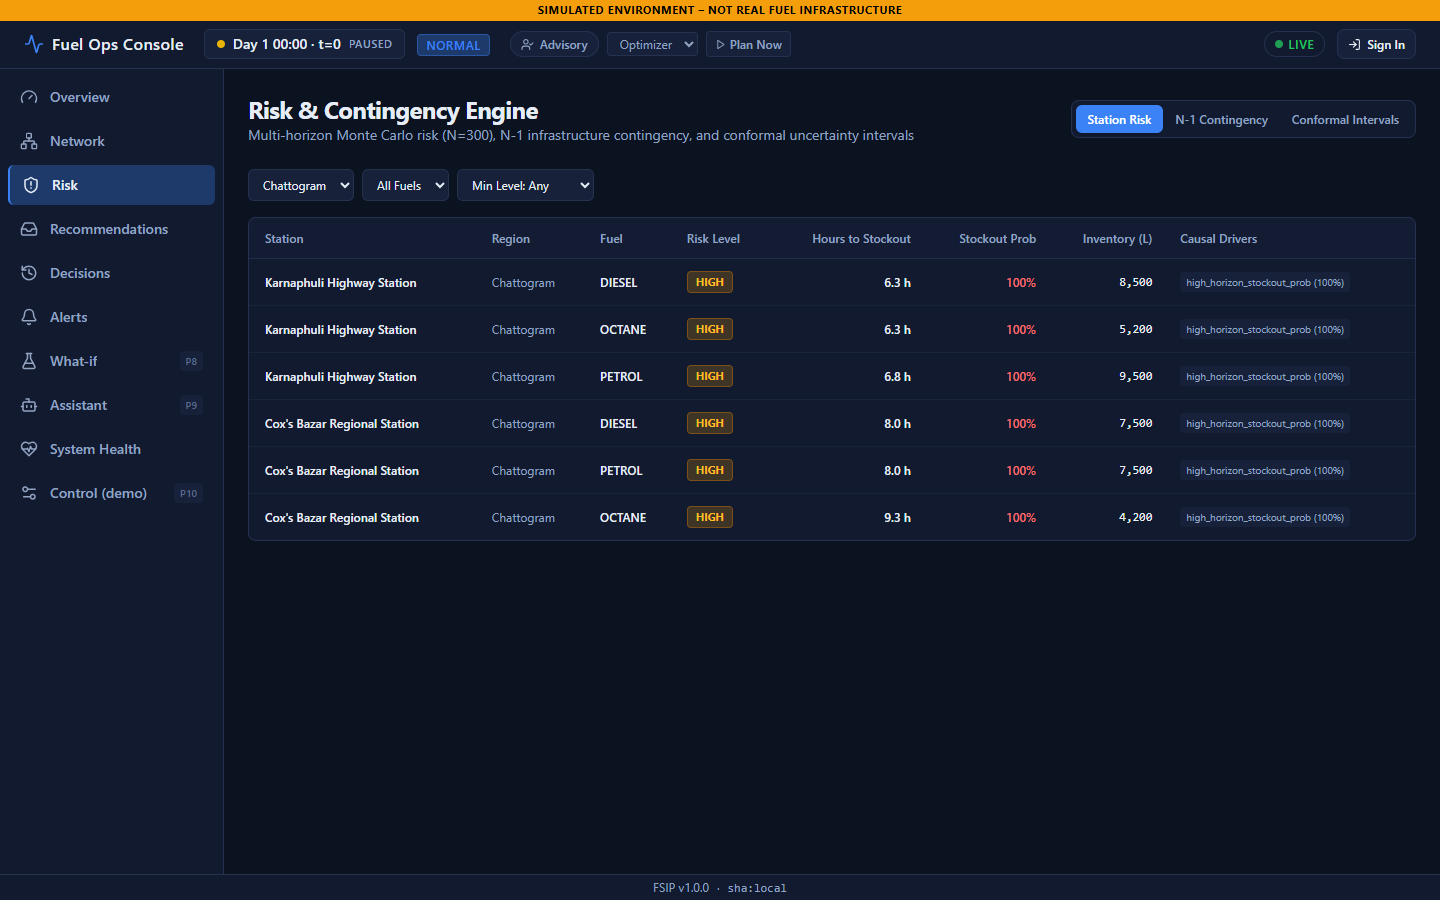 SIMULATED ENVIRONMENT – NOT REAL FUEL INFRASTRUCTURE
Fuel Ops Console
Day 1 00:00 · t=0 PAUSED
NORMAL
Advisory
Optimizer
Plan Now
LIVE
Sign In
Overview
Network
Risk
Recommendations
Decisions
Alerts
What-if P8
Assistant P9
System Health
Control (demo) P10
Risk & Contingency Engine
Multi-horizon Monte Carlo risk (N=300), N-1 infrastructure contingency, and conformal uncertainty intervals
Station Risk N-1 Contingency Conformal Intervals
Chattogram All Fuels Min Level: Any
Station Region Fuel Risk Level Hours to Stockout Stockout Prob Inventory (L) Causal Drivers
Karnaphuli Highway Station Chattogram DIESEL HIGH 6.3 h 100% 8,500 high_horizon_stockout_prob (100%)
Karnaphuli Highway Station Chattogram OCTANE HIGH 6.3 h 100% 5,200 high_horizon_stockout_prob (100%)
Karnaphuli Highway Station Chattogram PETROL HIGH 6.8 h 100% 9,500 high_horizon_stockout_prob (100%)
Cox's Bazar Regional Station Chattogram DIESEL HIGH 8.0 h 100% 7,500 high_horizon_stockout_prob (100%)
Cox's Bazar Regional Station Chattogram PETROL HIGH 8.0 h 100% 7,500 high_horizon_stockout_prob (100%)
Cox's Bazar Regional Station Chattogram OCTANE HIGH 9.3 h 100% 4,200 high_horizon_stockout_prob (100%)
FSIP v1.0.0 · sha:local